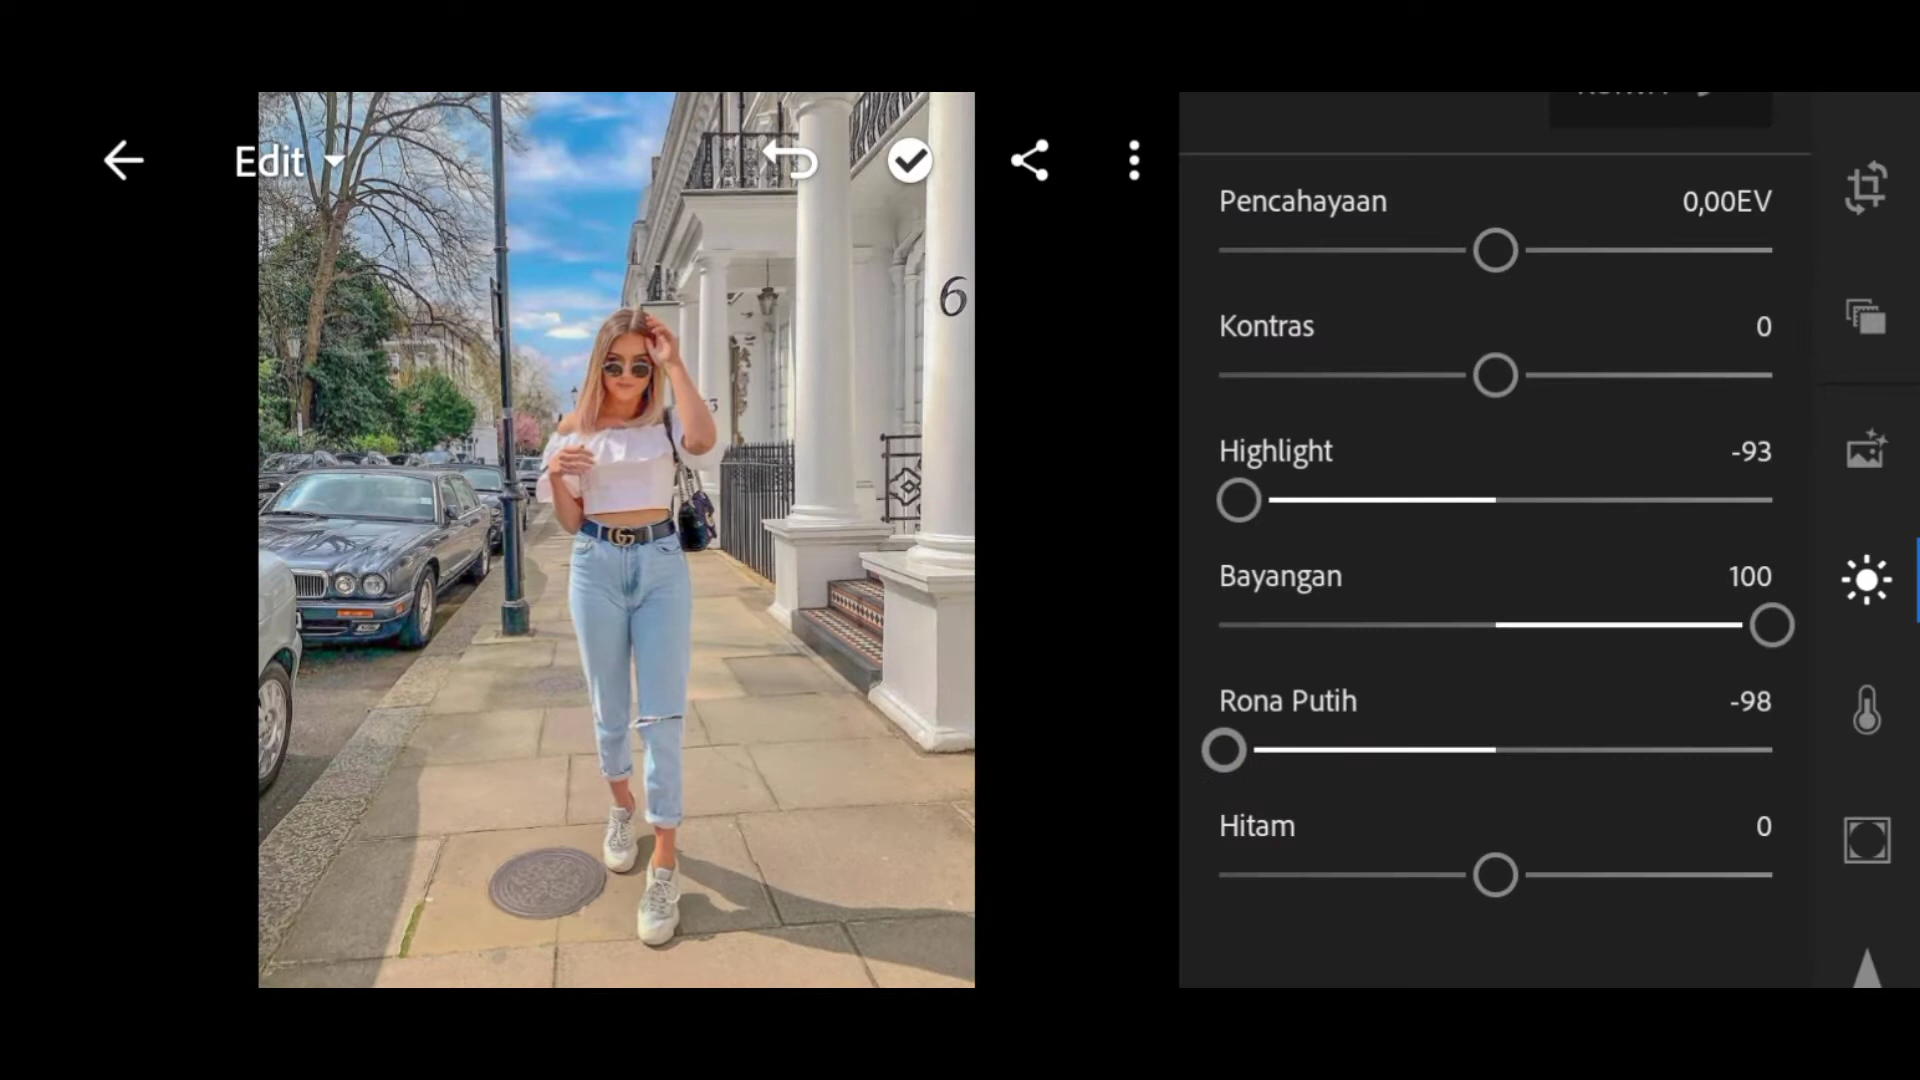 Edit
Pencahayaan 0,00EV
Kontras 0
Highlight -93
Bayangan 100
Rona Putih -98
Hitam 0
6